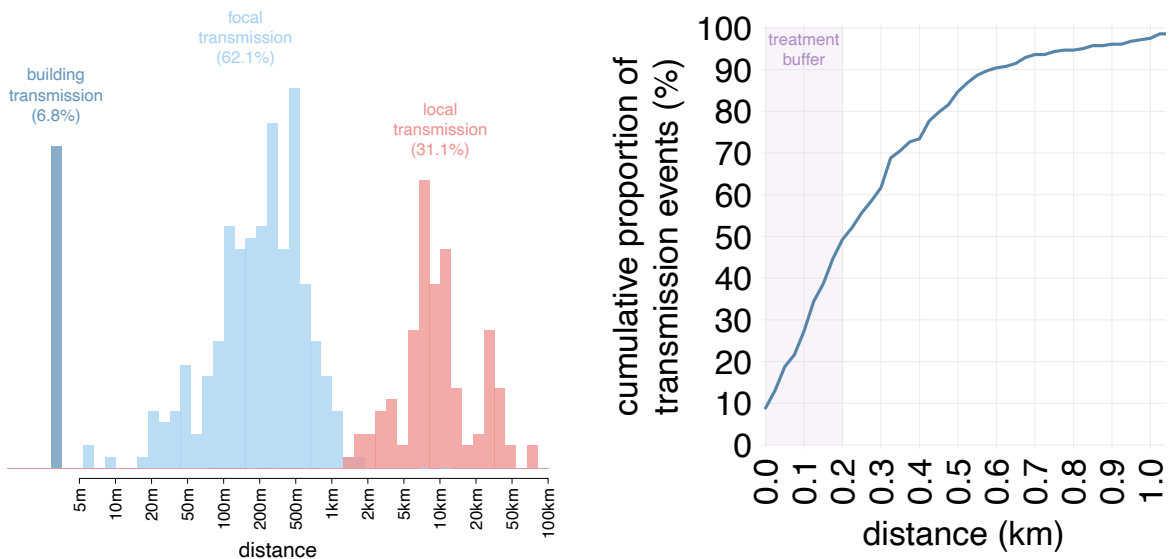 focal
transmission
(62.1%)
building
transmission
(6.8%)
local
transmission
(31.1%)
5m
10m
20m
50m
100m
200m
500m
1km
2km
5km
10km
20km
50km
100km
distance
cumulative proportion of
transmission events (%)
100
90
80
70
60
50
40
30
20
10
0
treatment
buffer
0.0
0.1
0.2
0.3
0.4
0.5
0.6
0.7
0.8
0.9
1.0
distance (km)